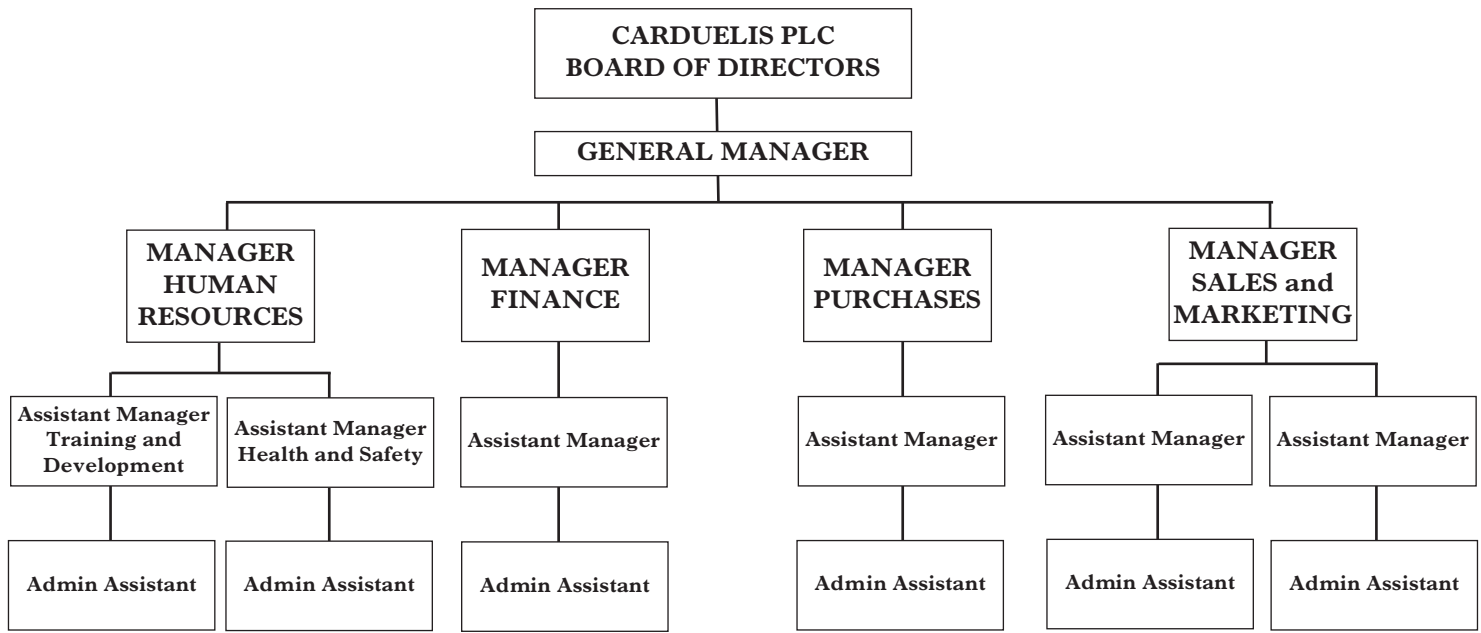 CARDUELIS PLC
BOARD OF DIRECTORS
GENERAL MANAGER
MANAGER
HUMAN
RESOURCES
MANAGER
FINANCE
MANAGER
PURCHASES
MANAGER
SALES and
MARKETING
Assistant Manager
Training and
Development
Assistant Manager
Health and Safety
Assistant Manager
Assistant Manager
Assistant Manager
Assistant Manager
Admin Assistant
Admin Assistant
Admin Assistant
Admin Assistant
Admin Assistant
Admin Assistant